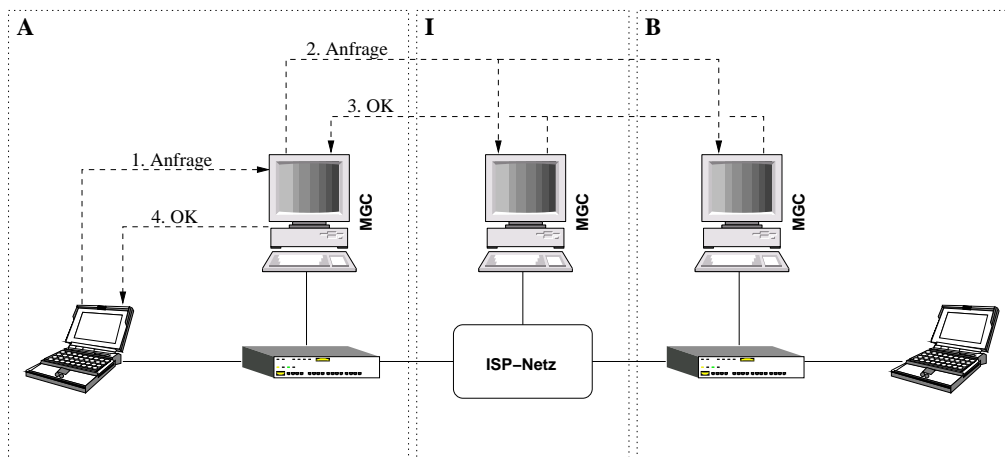 A
I
B
2. Anfrage
3. OK
1. Anfrage
4. OK
MGC
MGC
MGC
ISP–Netz